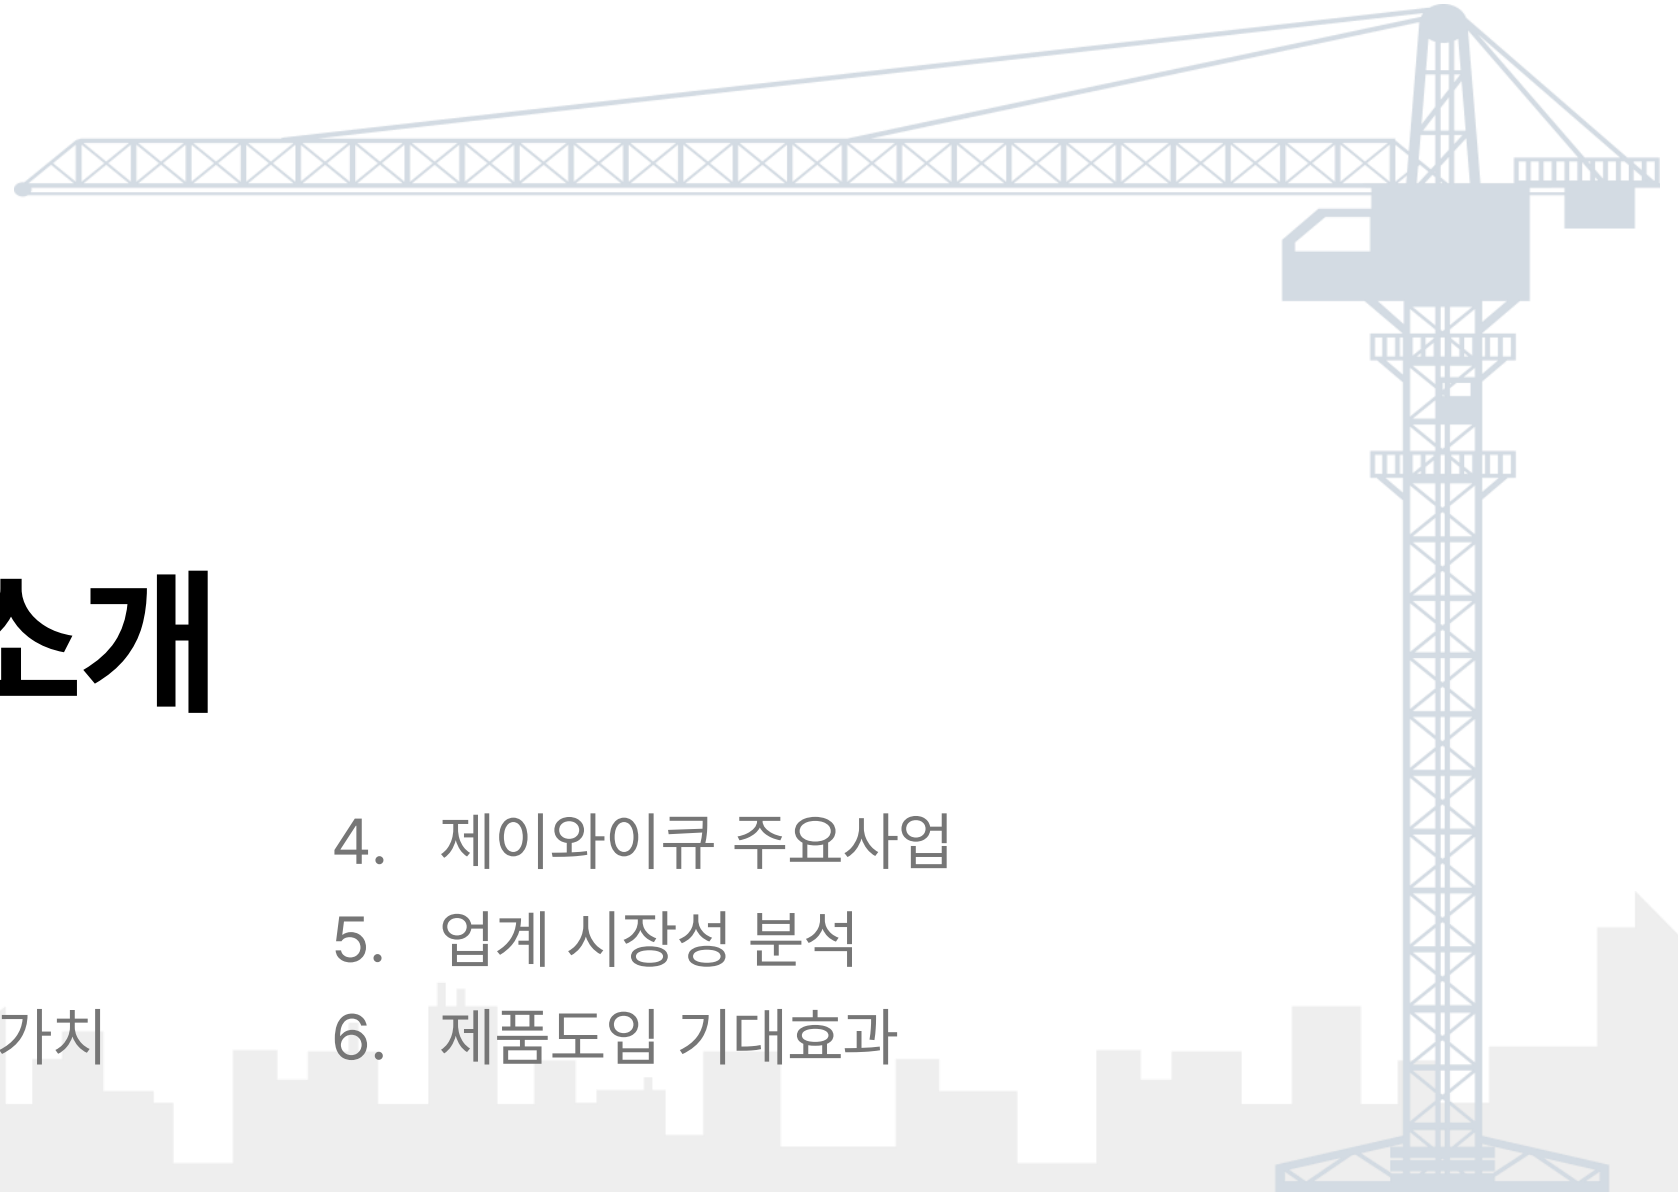 소개
4. 제이와이큐 주요사업
5. 업계 시장성 분석
가치
6. 제품도입 기대효과